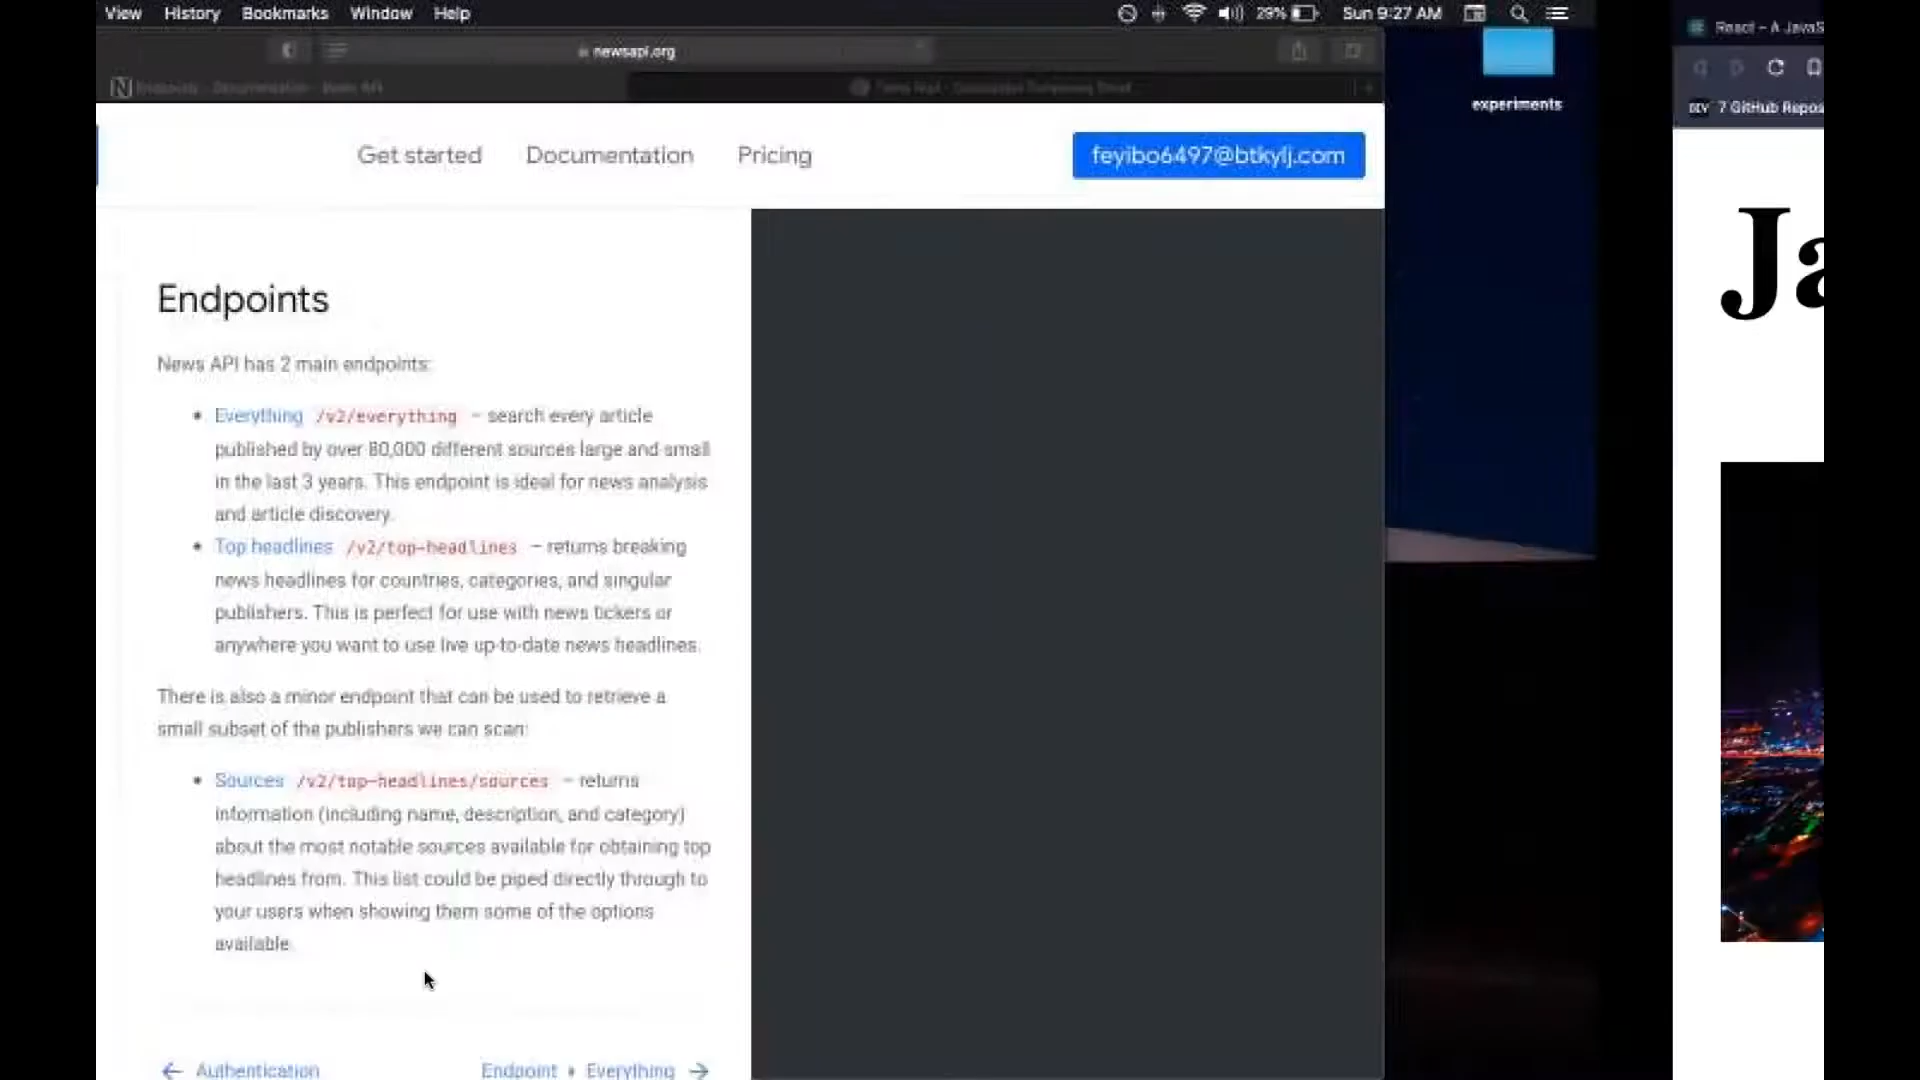 View History Bookmarks Window Help 29% Sun 9:27 AM
newsapi.org
Endpoints - Documentation - News API
experiments
React – A JavaS
7 GitHub Repos
Get started Documentation Pricing feyibo6497@btkylj.com
Ja
Endpoints
News API has 2 main endpoints:
• Everything /v2/everything – search every article
published by over 80,000 different sources large and small
in the last 3 years. This endpoint is ideal for news analysis
and article discovery.
• Top headlines /v2/top-headlines – returns breaking
news headlines for countries, categories, and singular
publishers. This is perfect for use with news tickers or
anywhere you want to use live up-to-date news headlines.
There is also a minor endpoint that can be used to retrieve a
small subset of the publishers we can scan:
• Sources /v2/top-headlines/sources – returns
information (including name, description, and category)
about the most notable sources available for obtaining top
headlines from. This list could be piped directly through to
your users when showing them some of the options
available.
← Authentication Endpoint • Everything →